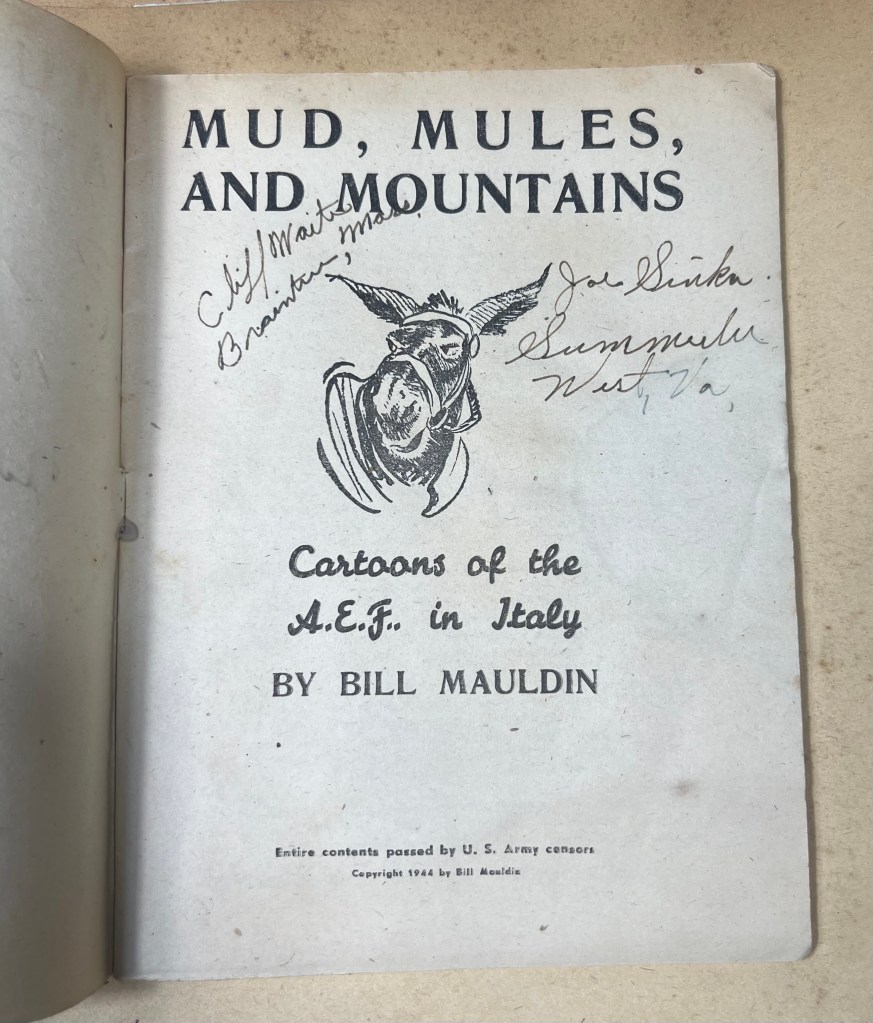 MUD, MULES,
AND MOUNTAINS
Cliff Waite
Braintree, Mass.
Joe Sinka
West, Va,
Cartoons of the
A.E.F.. in Italy
BY BILL MAULDIN
Entire contents passed by U. S. Army censors
Copyright 1944 by Bill Mauldin